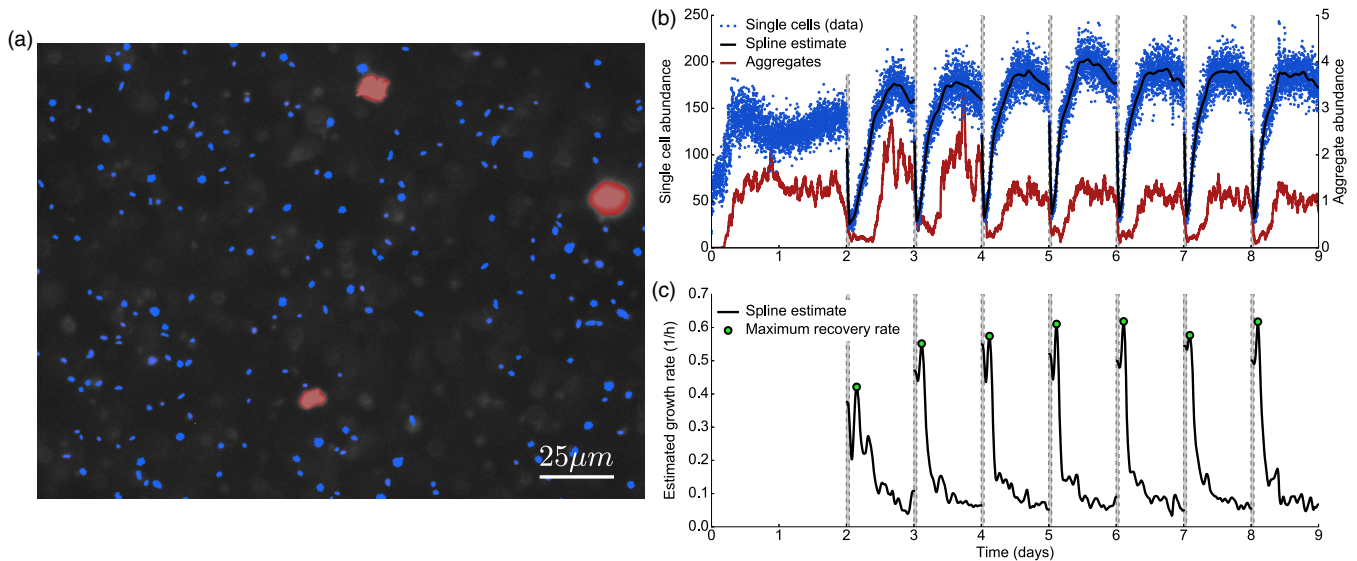 (a)
25μm
(b)
Single cells (data)
Spline estimate
Aggregates
Single cell abundance
250
200
150
100
50
0
Aggregate abundance
5
4
3
2
1
0
0 1 2 3 4 5 6 7 8 9
(c)
Spline estimate
Maximum recovery rate
Estimated growth rate (1/h)
0.7
0.6
0.5
0.4
0.3
0.2
0.1
0.0
0 1 2 3 4 5 6 7 8 9
Time (days)